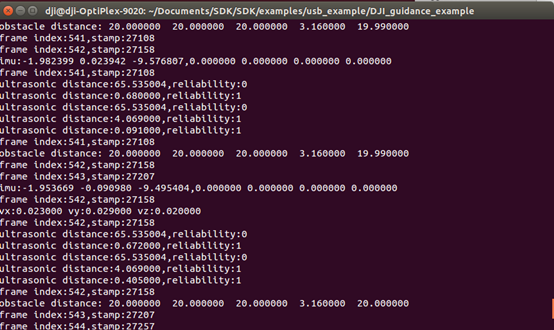 dji@dji-OptiPlex-9020: ~/Documents/SDK/SDK/examples/usb_example/DJI_guidance_example
obstacle distance: 20.000000  20.000000  20.000000  3.160000  19.990000
frame index:541,stamp:27108
frame index:542,stamp:27158
imu:-1.982399 0.023942 -9.576807,0.000000 0.000000 0.000000 0.000000
frame index:541,stamp:27108
ultrasonic distance:65.535004,reliability:0
ultrasonic distance:0.680000,reliability:1
ultrasonic distance:65.535004,reliability:0
ultrasonic distance:4.069000,reliability:1
ultrasonic distance:0.091000,reliability:1
frame index:541,stamp:27108
obstacle distance: 20.000000  20.000000  20.000000  3.160000  19.990000
frame index:542,stamp:27158
frame index:543,stamp:27207
imu:-1.953669 -0.090980 -9.495404,0.000000 0.000000 0.000000 0.000000
frame index:542,stamp:27158
vx:0.023000 vy:0.029000 vz:0.020000
frame index:542,stamp:27158
ultrasonic distance:65.535004,reliability:0
ultrasonic distance:0.672000,reliability:1
ultrasonic distance:65.535004,reliability:0
ultrasonic distance:4.069000,reliability:1
ultrasonic distance:0.405000,reliability:1
frame index:542,stamp:27158
obstacle distance: 20.000000  20.000000  20.000000  3.160000  20.000000
frame index:543,stamp:27207
frame index:544,stamp:27257